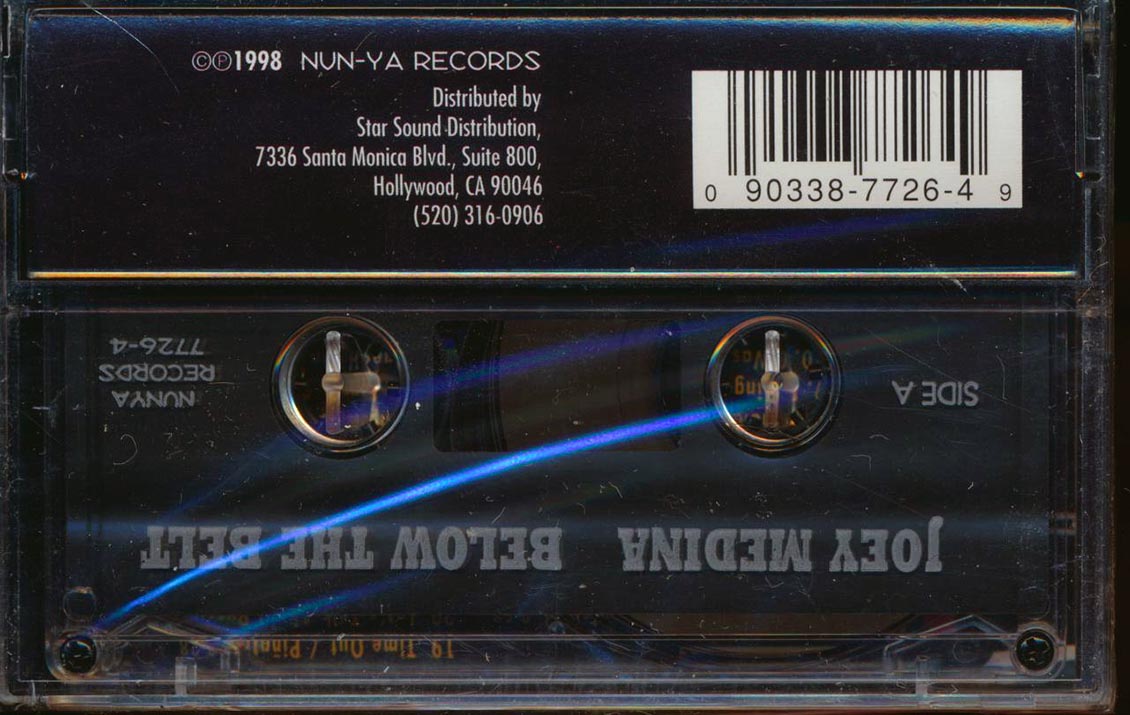 ©℗1998 NUN-YA RECORDS
Distributed by
Star Sound Distribution,
7336 Santa Monica Blvd., Suite 800,
Hollywood, CA 90046
(520) 316-0906
0 90338-7726-4 9
SIDE A
NUNYA
RECORDS
7726-4
JOEY MEDINA BELOW THE BELT
19. Time Out /